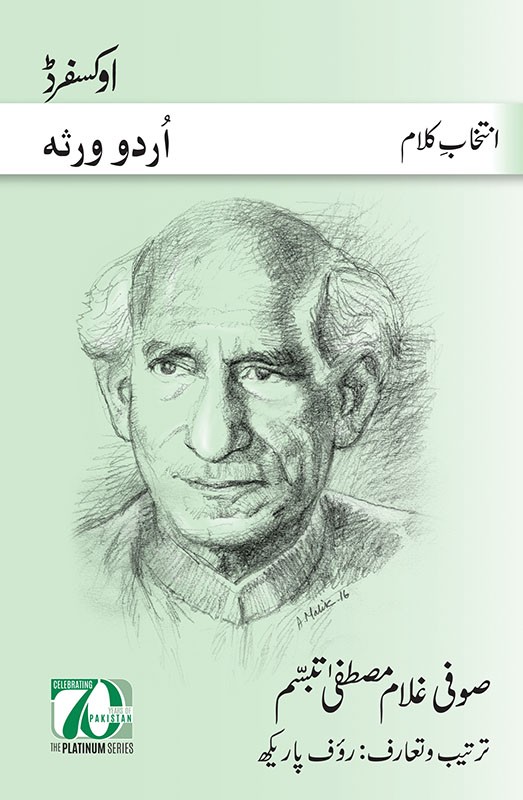 اوکسفرڈ
انتخابِ کلام
اُردو ورثہ
A. Malik 16
صوفی غلام مصطفیٰ تبسّم
ترتیب و تعارف: رؤف پاریکھ
CELEBRATING
70
YEARS OF
PAKISTAN
THE PLATINUM SERIES